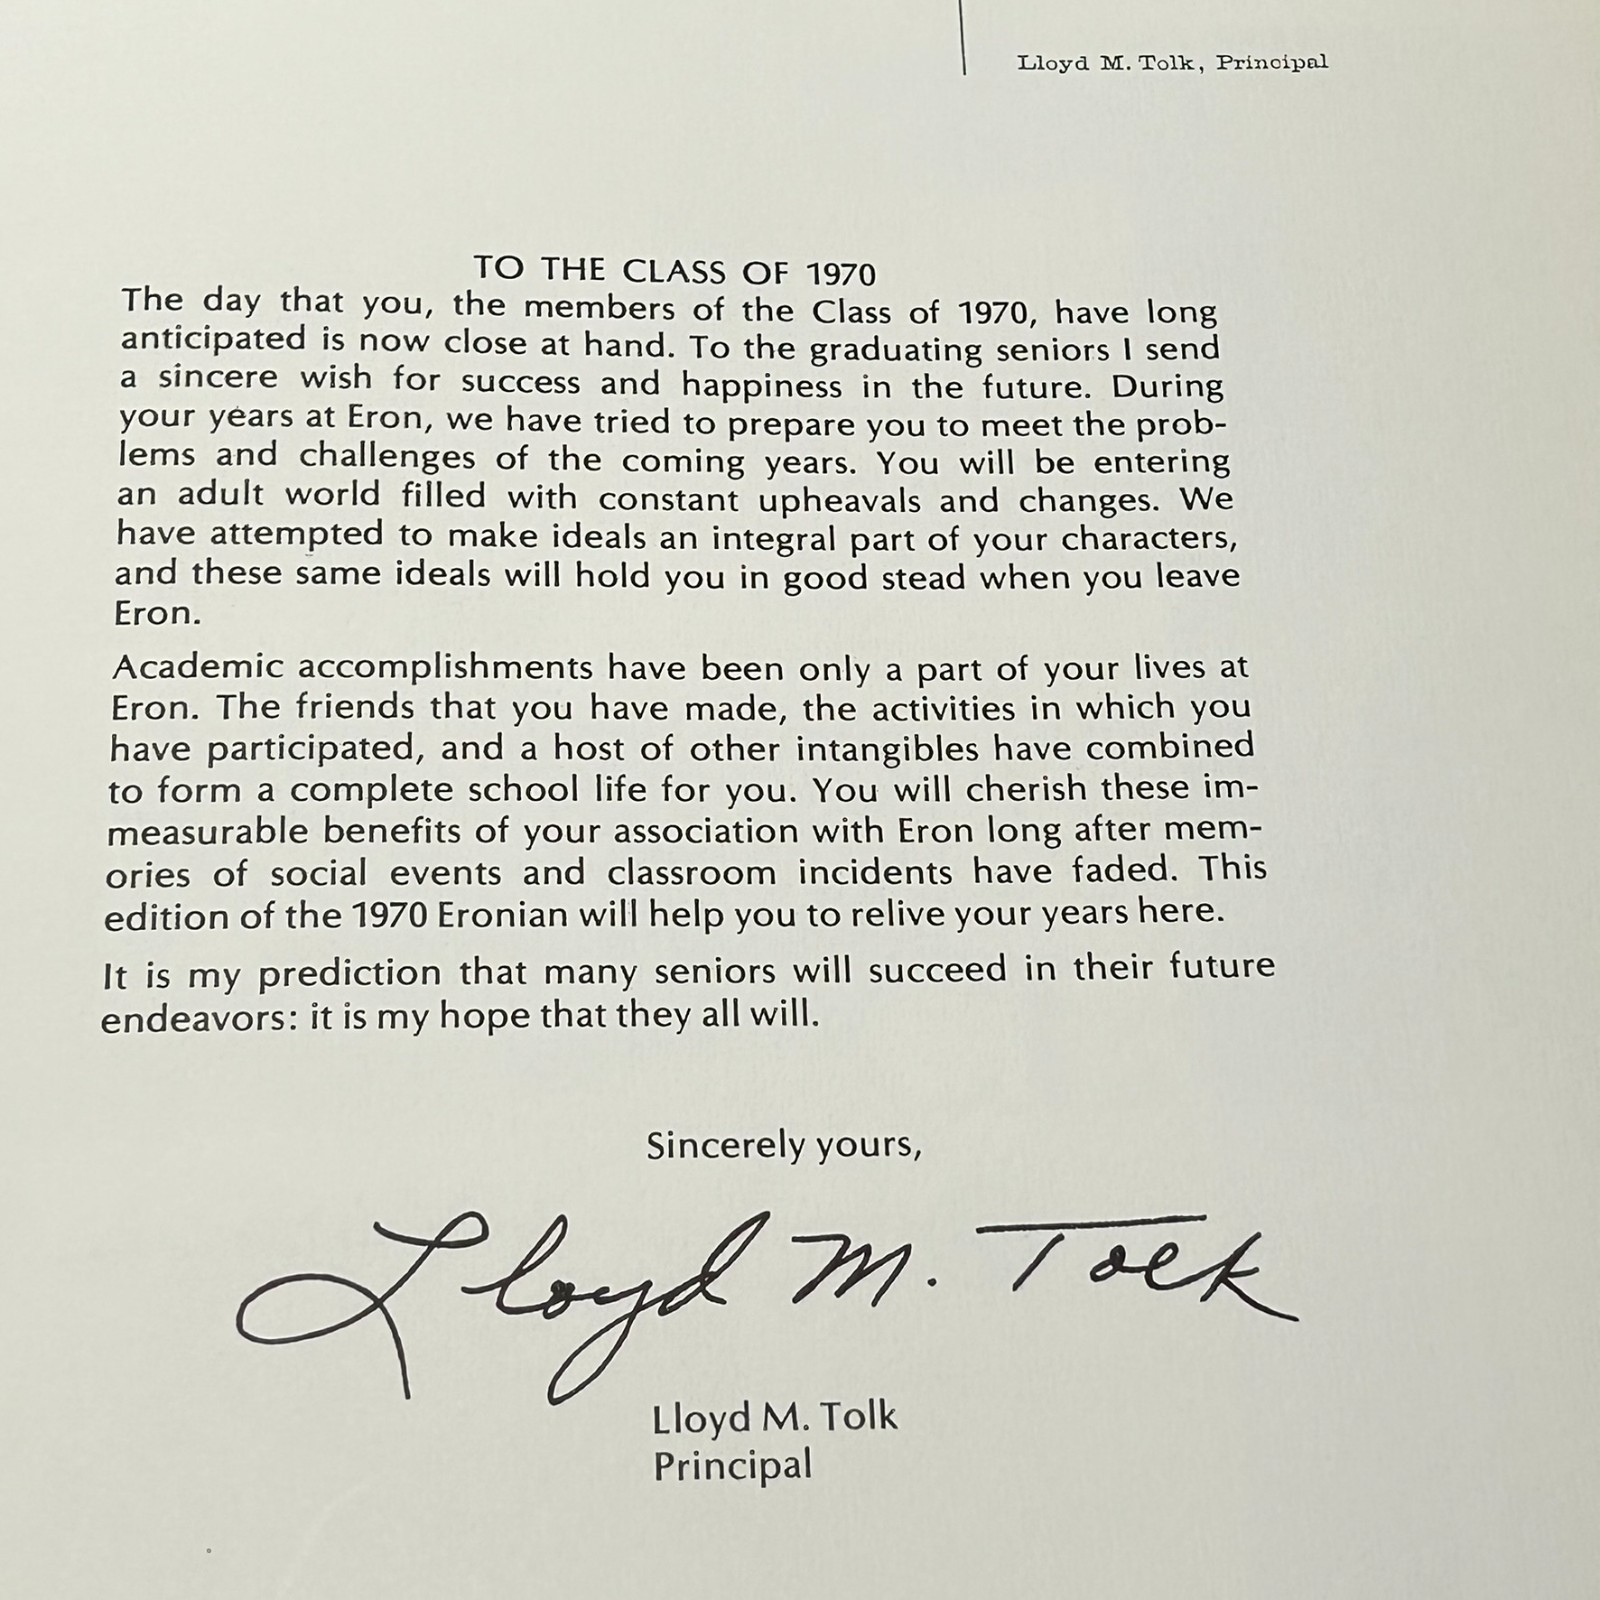 Lloyd M. Tolk, Principal
TO THE CLASS OF 1970
The day that you, the members of the Class of 1970, have long
anticipated is now close at hand. To the graduating seniors I send
a sincere wish for success and happiness in the future. During
your years at Eron, we have tried to prepare you to meet the prob-
lems and challenges of the coming years. You will be entering
an adult world filled with constant upheavals and changes. We
have attempted to make ideals an integral part of your characters,
and these same ideals will hold you in good stead when you leave
Eron.
Academic accomplishments have been only a part of your lives at
Eron. The friends that you have made, the activities in which you
have participated, and a host of other intangibles have combined
to form a complete school life for you. You will cherish these im-
measurable benefits of your association with Eron long after mem-
ories of social events and classroom incidents have faded. This
edition of the 1970 Eronian will help you to relive your years here.
It is my prediction that many seniors will succeed in their future
endeavors: it is my hope that they all will.
Sincerely yours,
Lloyd M. Tolk
Lloyd M. Tolk
Principal